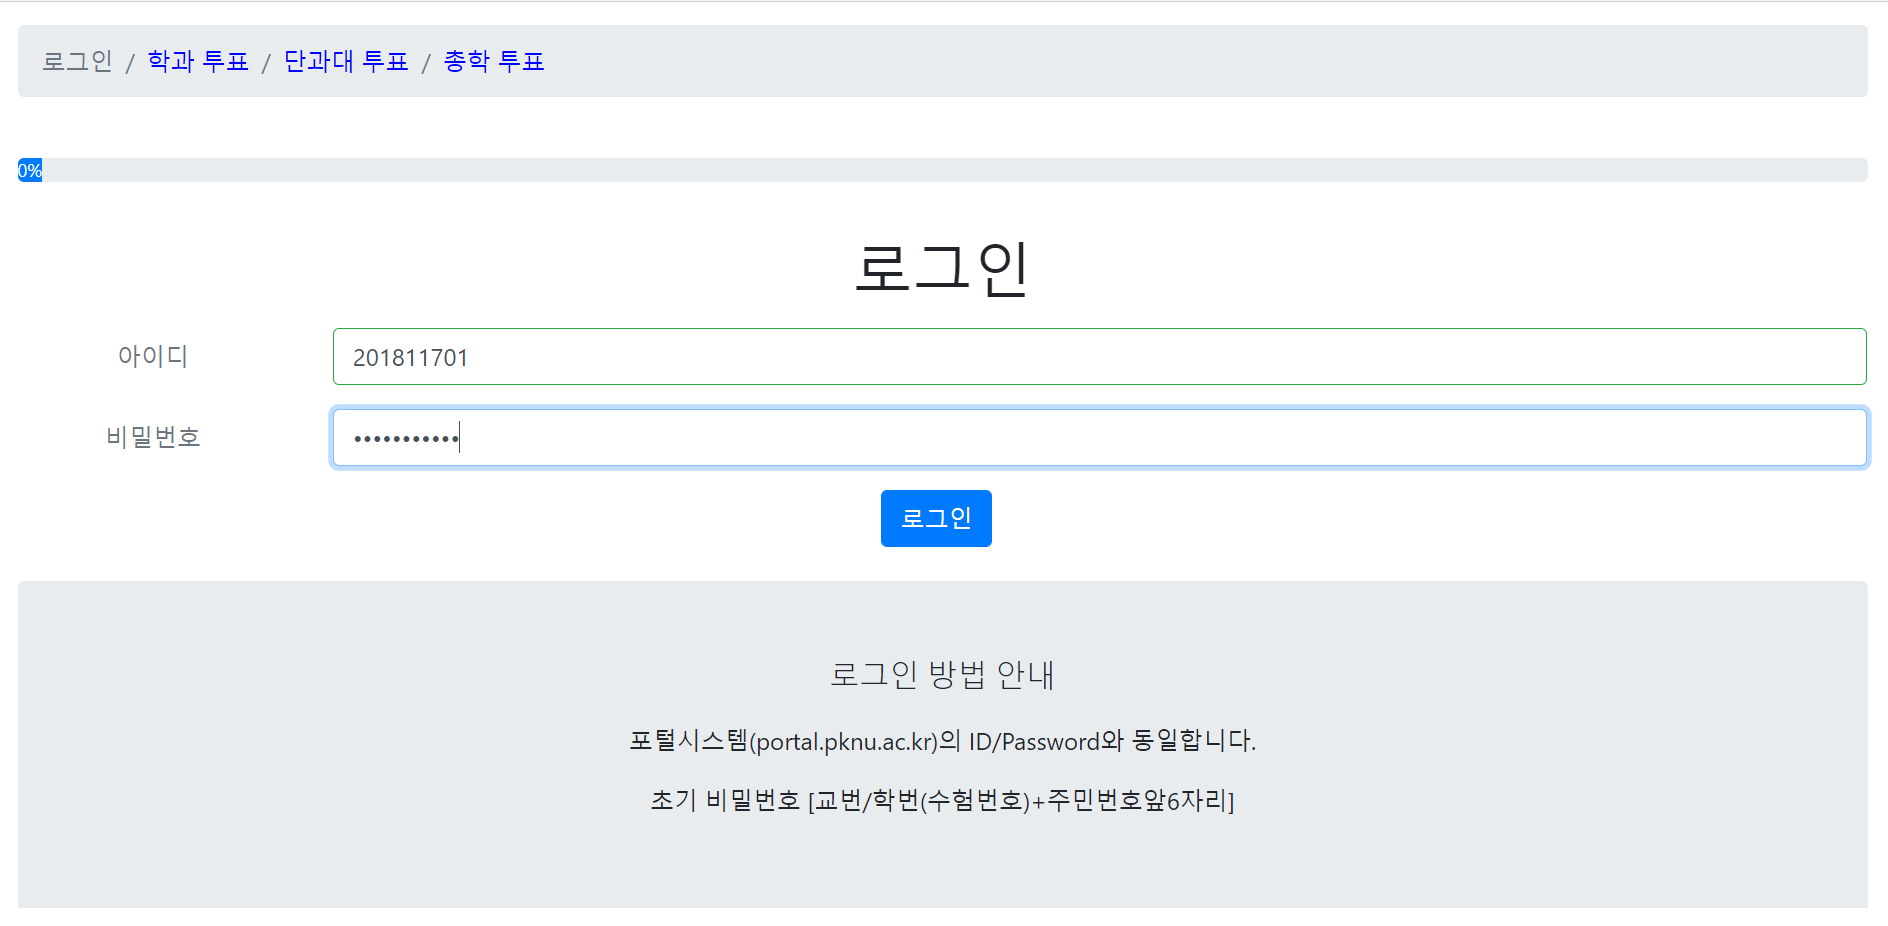 로그인 / 학과 투표 / 단과대 투표 / 총학 투표
0%
로그인
아이디 201811701
비밀번호 •••••••••••
로그인
로그인 방법 안내
포털시스템(portal.pknu.ac.kr)의 ID/Password와 동일합니다.
초기 비밀번호 [교번/학번(수험번호)+주민번호앞6자리]